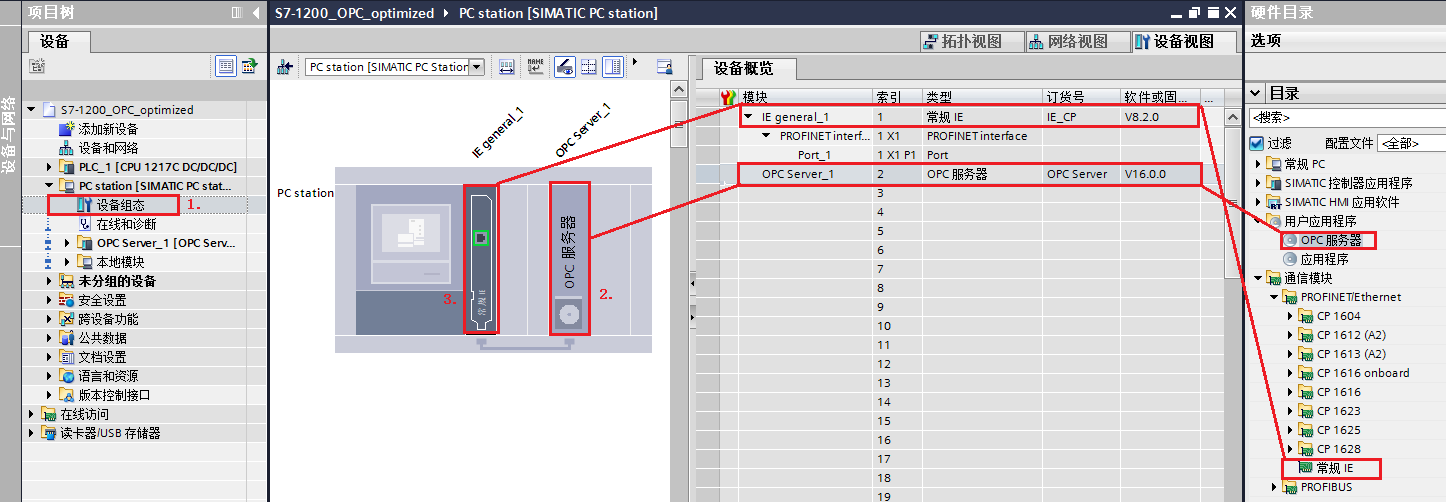 项目树
设备
设备与网络
S7-1200_OPC_optimized
添加新设备
设备和网络
PLC_1 [CPU 1217C DC/DC/DC]
PC station [SIMATIC PC stat...
设备组态
1.
在线和诊断
OPC Server_1 [OPC Serv...
本地模块
未分组的设备
安全设置
跨设备功能
公共数据
文档设置
语言和资源
版本控制接口
在线访问
读卡器/USB 存储器
S7-1200_OPC_optimized
PC station [SIMATIC PC station]
拓扑视图
网络视图
设备视图
PC station [SIMATIC PC Station
NAME
IE general_1
OPC Server_1
PC station
常规 IE
3.
OPC 服务器
2.
设备概览
模块 索引 类型 订货号 软件或固... ...
IE general_1 1 常规 IE IE_CP V8.2.0
PROFINET interf... 1 X1 PROFINET interface
Port_1 1 X1 P1 Port
OPC Server_1 2 OPC 服务器 OPC Server V16.0.0
3
4
5
6
7
8
9
10
11
12
13
14
15
16
17
18
19
硬件目录
选项
目录
<搜索>
过滤 配置文件 <全部>
常规 PC
SIMATIC 控制器应用程序
SIMATIC HMI 应用软件
用户应用程序
OPC 服务器
应用程序
通信模块
PROFINET/Ethernet
CP 1604
CP 1612 (A2)
CP 1613 (A2)
CP 1616 onboard
CP 1616
CP 1623
CP 1625
CP 1628
常规 IE
PROFIBUS